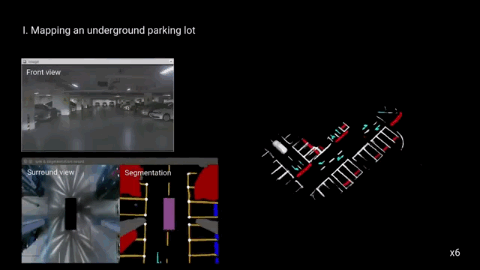 I. Mapping an underground parking lot
Front view
Surround view
Segmentation
x6